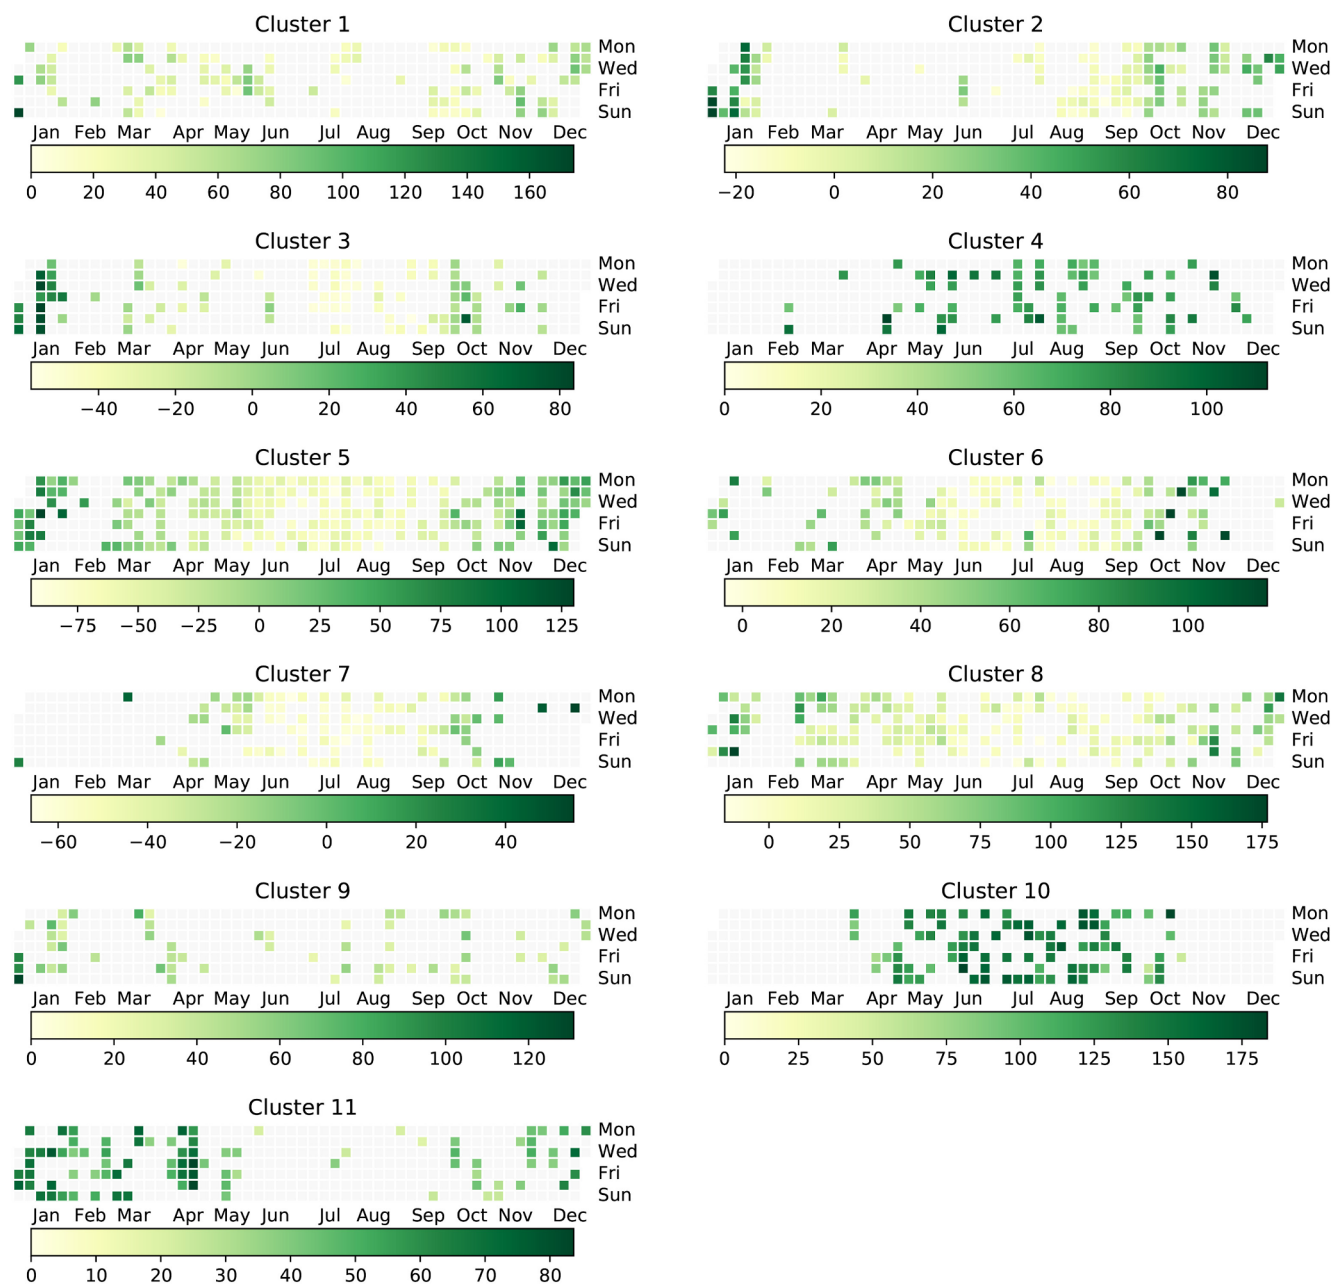 Cluster 1
Mon
Wed
Fri
Sun
Jan Feb Mar Apr May Jun Jul Aug Sep Oct Nov Dec
0 20 40 60 80 100 120 140 160
Cluster 2
Mon
Wed
Fri
Sun
Jan Feb Mar Apr May Jun Jul Aug Sep Oct Nov Dec
−20 0 20 40 60 80
Cluster 3
Mon
Wed
Fri
Sun
Jan Feb Mar Apr May Jun Jul Aug Sep Oct Nov Dec
−40 −20 0 20 40 60 80
Cluster 4
Mon
Wed
Fri
Sun
Jan Feb Mar Apr May Jun Jul Aug Sep Oct Nov Dec
0 20 40 60 80 100
Cluster 5
Mon
Wed
Fri
Sun
Jan Feb Mar Apr May Jun Jul Aug Sep Oct Nov Dec
−75 −50 −25 0 25 50 75 100 125
Cluster 6
Mon
Wed
Fri
Sun
Jan Feb Mar Apr May Jun Jul Aug Sep Oct Nov Dec
0 20 40 60 80 100
Cluster 7
Mon
Wed
Fri
Sun
Jan Feb Mar Apr May Jun Jul Aug Sep Oct Nov Dec
−60 −40 −20 0 20 40
Cluster 8
Mon
Wed
Fri
Sun
Jan Feb Mar Apr May Jun Jul Aug Sep Oct Nov Dec
0 25 50 75 100 125 150 175
Cluster 9
Mon
Wed
Fri
Sun
Jan Feb Mar Apr May Jun Jul Aug Sep Oct Nov Dec
0 20 40 60 80 100 120
Cluster 10
Mon
Wed
Fri
Sun
Jan Feb Mar Apr May Jun Jul Aug Sep Oct Nov Dec
0 25 50 75 100 125 150 175
Cluster 11
Mon
Wed
Fri
Sun
Jan Feb Mar Apr May Jun Jul Aug Sep Oct Nov Dec
0 10 20 30 40 50 60 70 80